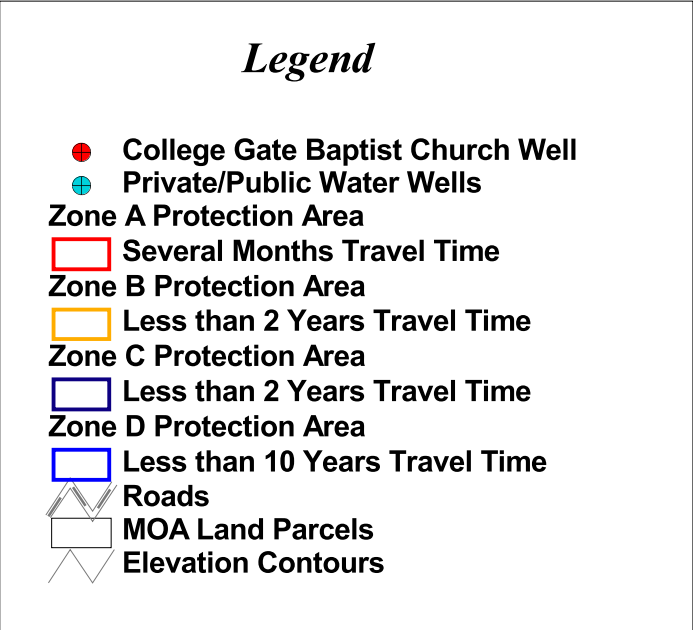 Legend
College Gate Baptist Church Well
Private/Public Water Wells
Zone A Protection Area
Several Months Travel Time
Zone B Protection Area
Less than 2 Years Travel Time
Zone C Protection Area
Less than 2 Years Travel Time
Zone D Protection Area
Less than 10 Years Travel Time
Roads
MOA Land Parcels
Elevation Contours